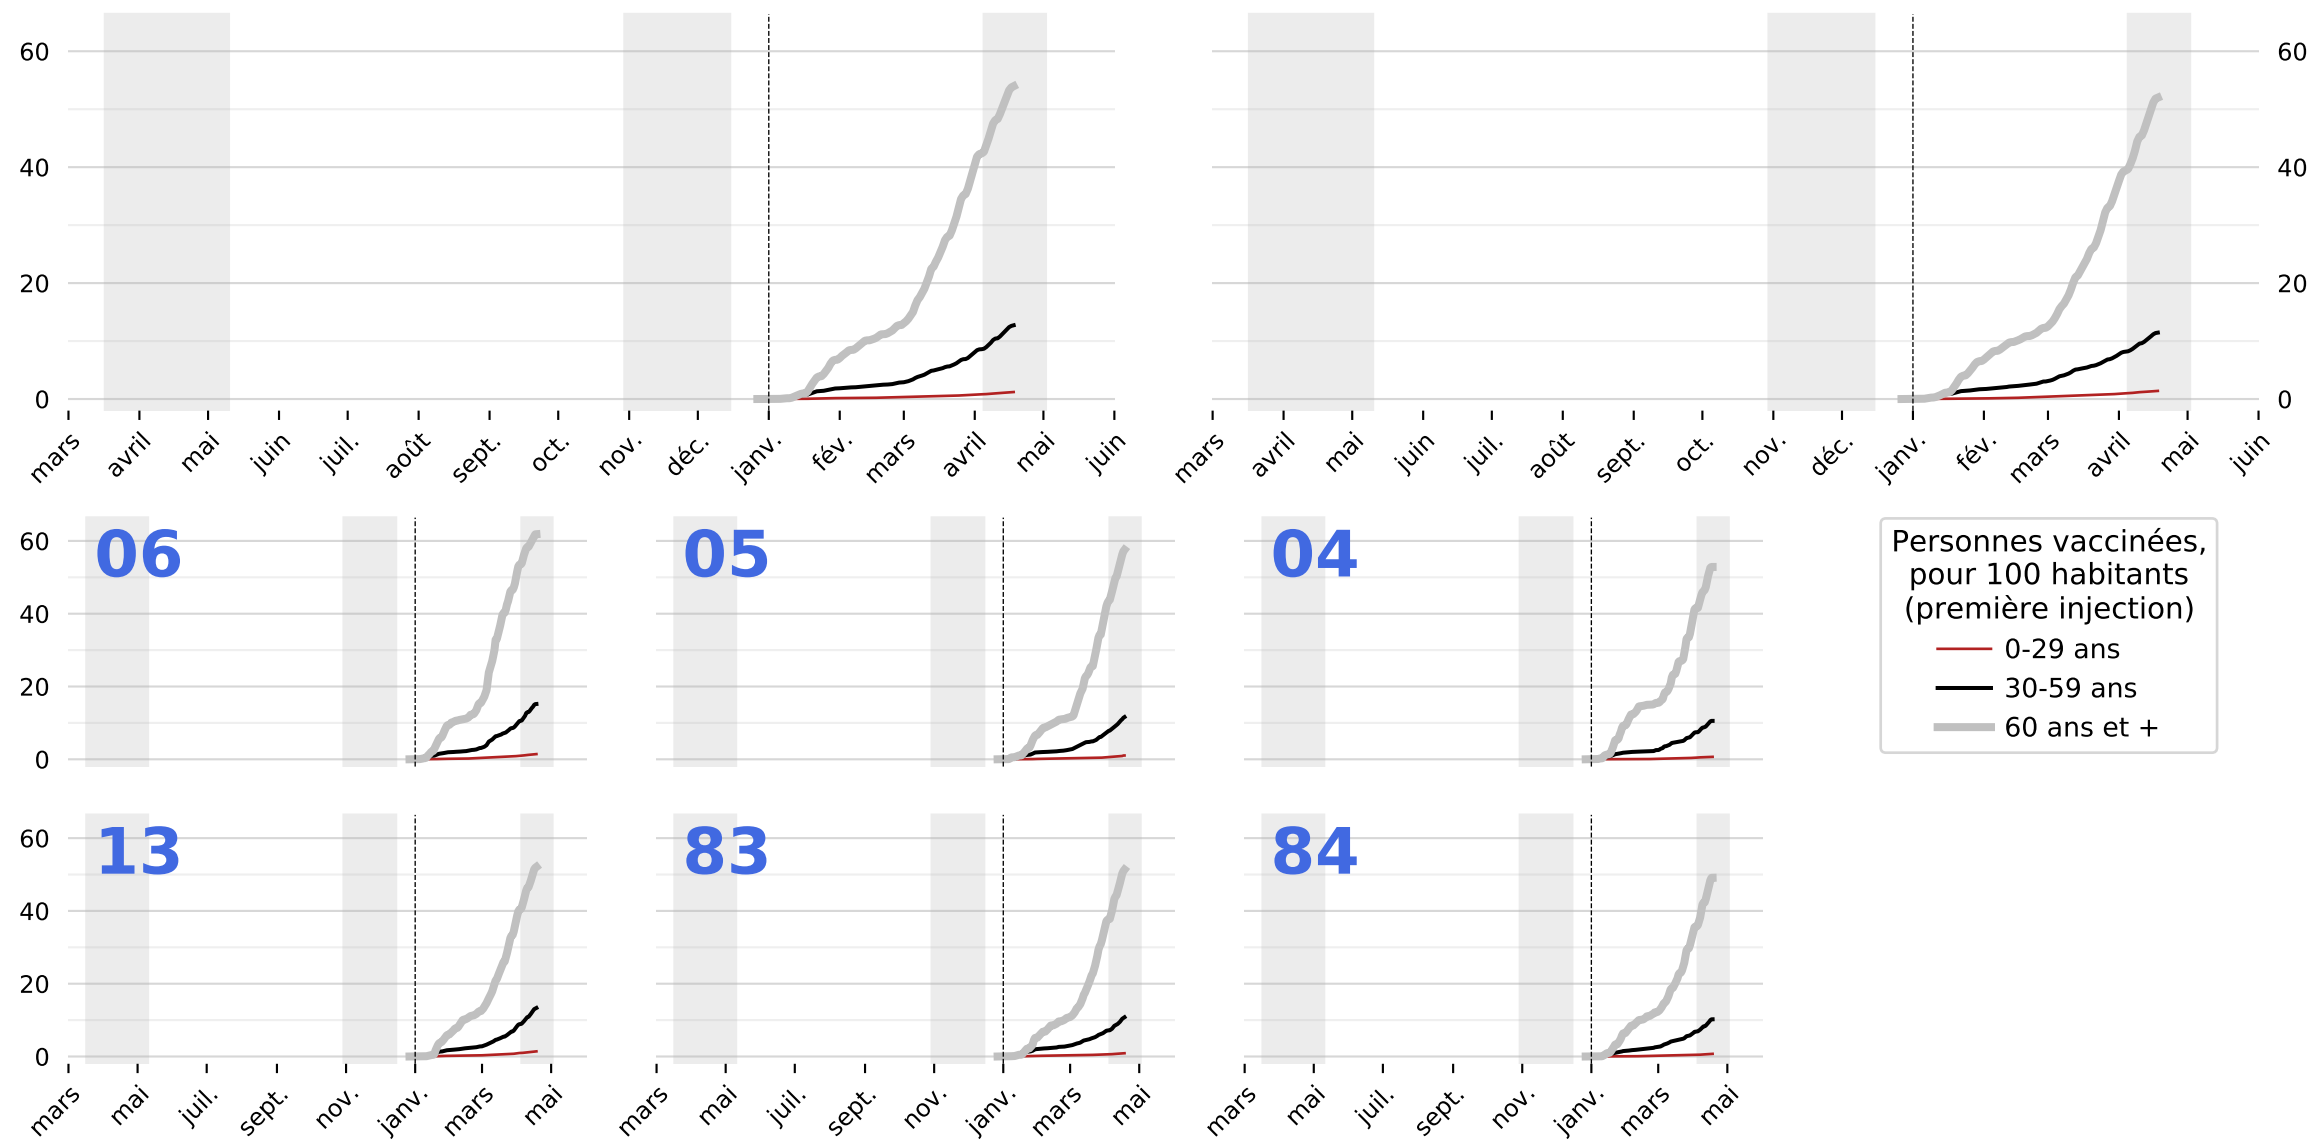 60
40
20
0
mars avril mai juin juil. août sept. oct. nov. déc. janv. fév. mars avril mai juin
60
40
20
0
mars avril mai juin juil. août sept. oct. nov. déc. janv. fév. mars avril mai juin
06
60
40
20
0
05
04
Personnes vaccinées,
pour 100 habitants
(première injection)
0-29 ans
30-59 ans
60 ans et +
13
60
40
20
0
mars mai juil. sept. nov. janv. mars mai
83
mars mai juil. sept. nov. janv. mars mai
84
mars mai juil. sept. nov. janv. mars mai